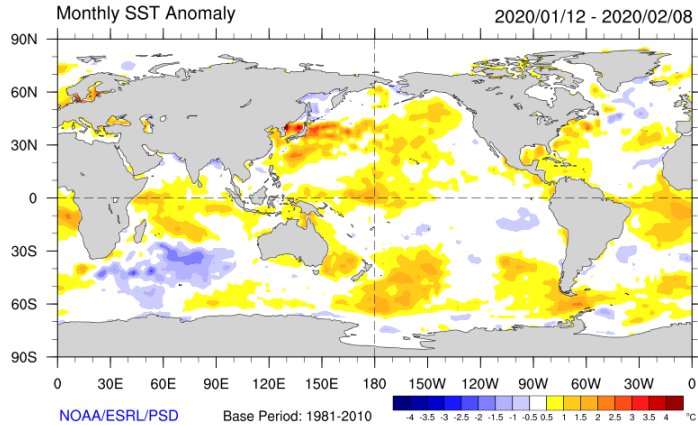 Monthly SST Anomaly
2020/01/12 - 2020/02/08
90N
60N
30N
0
30S
60S
90S
0 30E 60E 90E 120E 150E 180 150W 120W 90W 60W 30W 0
NOAA/ESRL/PSD
Base Period: 1981-2010
-4 -3.5 -3 -2.5 -2 -1.5 -1 -0.5 0.5 1 1.5 2 2.5 3 3.5 4 °C